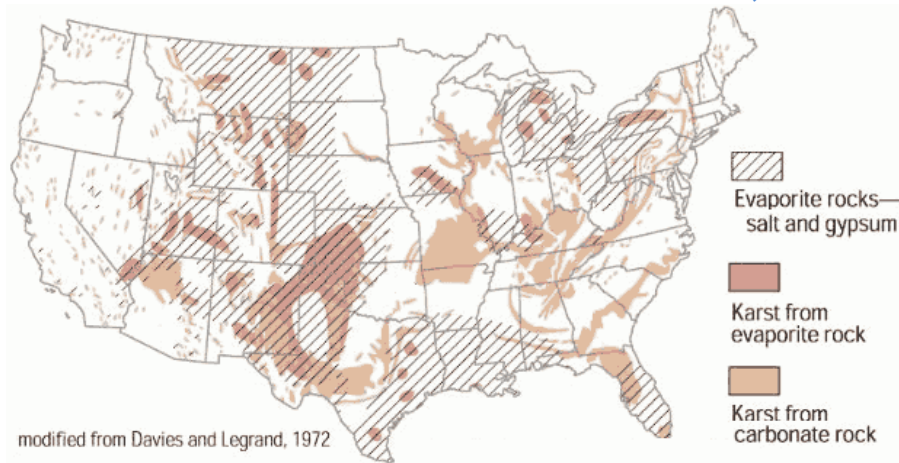 Evaporite rocks—
salt and gypsum
Karst from
evaporite rock
Karst from
carbonate rock
modified from Davies and Legrand, 1972